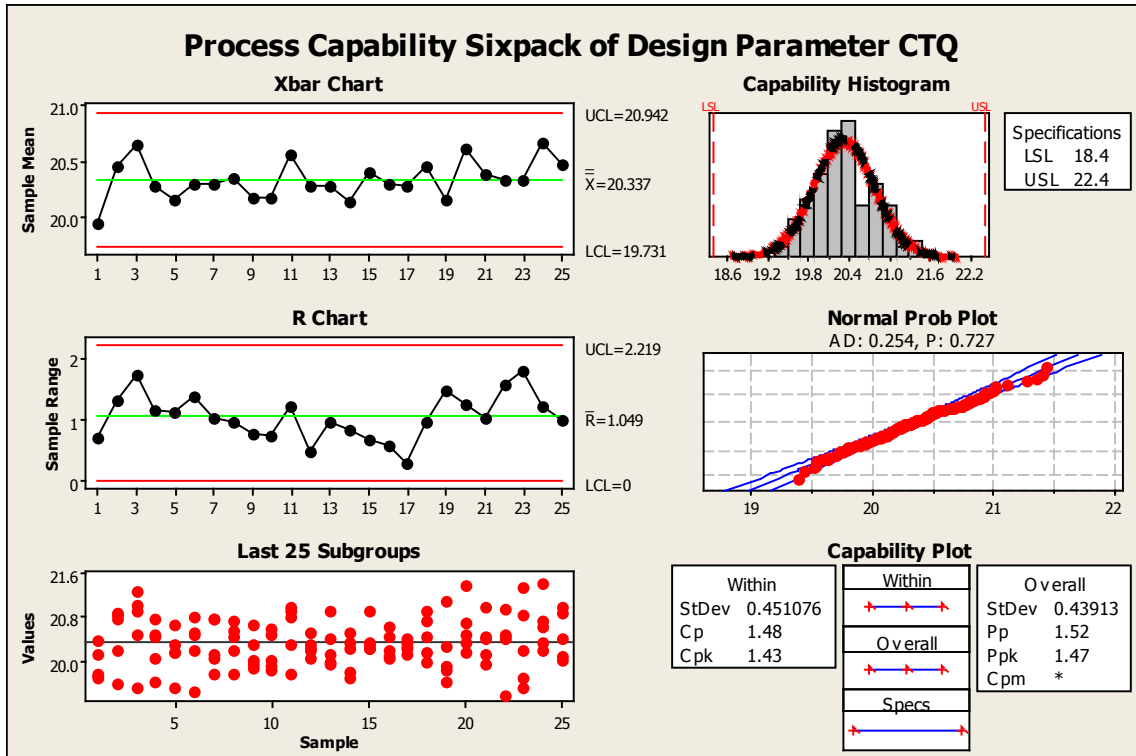 Process Capability Sixpack of Design Parameter CTQ
Xbar Chart
Sample Mean
21.0
20.5
20.0
1 3 5 7 9 11 13 15 17 19 21 23 25
UCL=20.942
X=20.337
LCL=19.731
Capability Histogram
LSL USL
18.6 19.2 19.8 20.4 21.0 21.6 22.2
Specifications
LSL 18.4
USL 22.4
R Chart
Sample Range
2
1
0
1 3 5 7 9 11 13 15 17 19 21 23 25
UCL=2.219
R=1.049
LCL=0
Normal Prob Plot
AD: 0.254, P: 0.727
19 20 21 22
Last 25 Subgroups
Values
21.6
20.8
20.0
5 10 15 20 25
Sample
Capability Plot
Within
StDev 0.451076
Cp 1.48
Cpk 1.43
Within
Overall
Specs
Overall
StDev 0.43913
Pp 1.52
Ppk 1.47
Cpm *